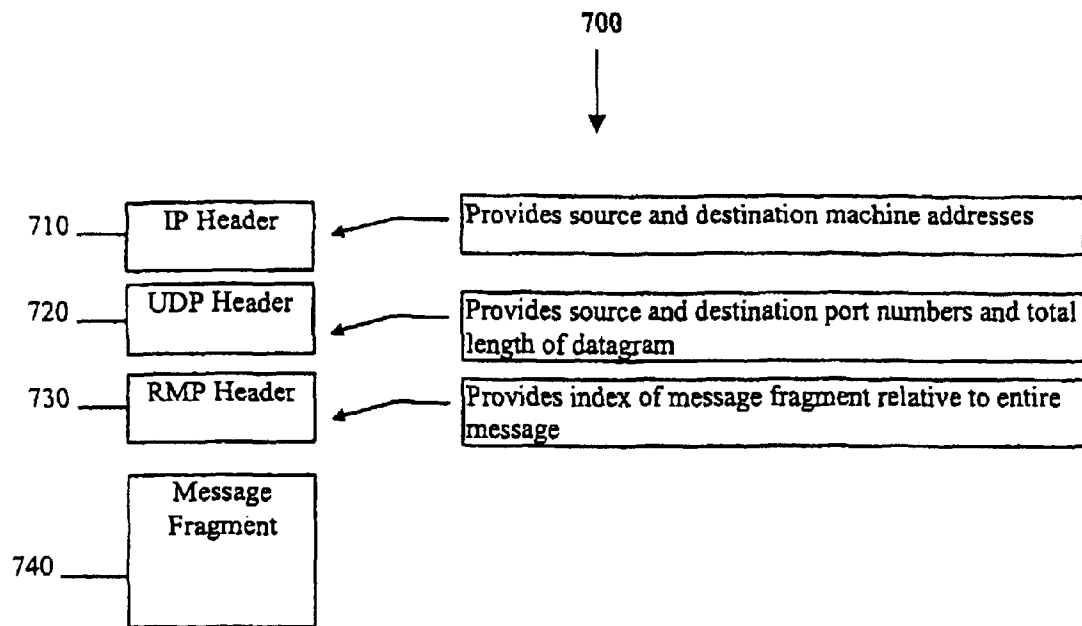 700
710
IP Header
Provides source and destination machine addresses
720
UDP Header
Provides source and destination port numbers and total
length of datagram
730
RMP Header
Provides index of message fragment relative to entire
message
Message
Fragment
740